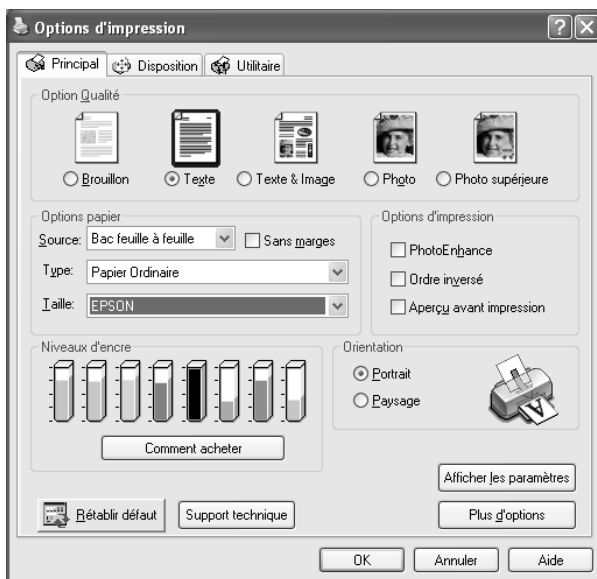 Options d'impression
Principal Disposition Utilitaire
Option Qualité
Brouillon Texte Texte & Image Photo Photo supérieure
Options papier
Source: Bac feuille à feuille Sans marges
Type: Papier Ordinaire
Taille: EPSON
Options d'impression
PhotoEnhance
Ordre inversé
Aperçu avant impression
Niveaux d'encre
Comment acheter
Orientation
Portrait
Paysage
Afficher les paramètres
Rétablir défaut Support technique Plus d'options
OK Annuler Aide